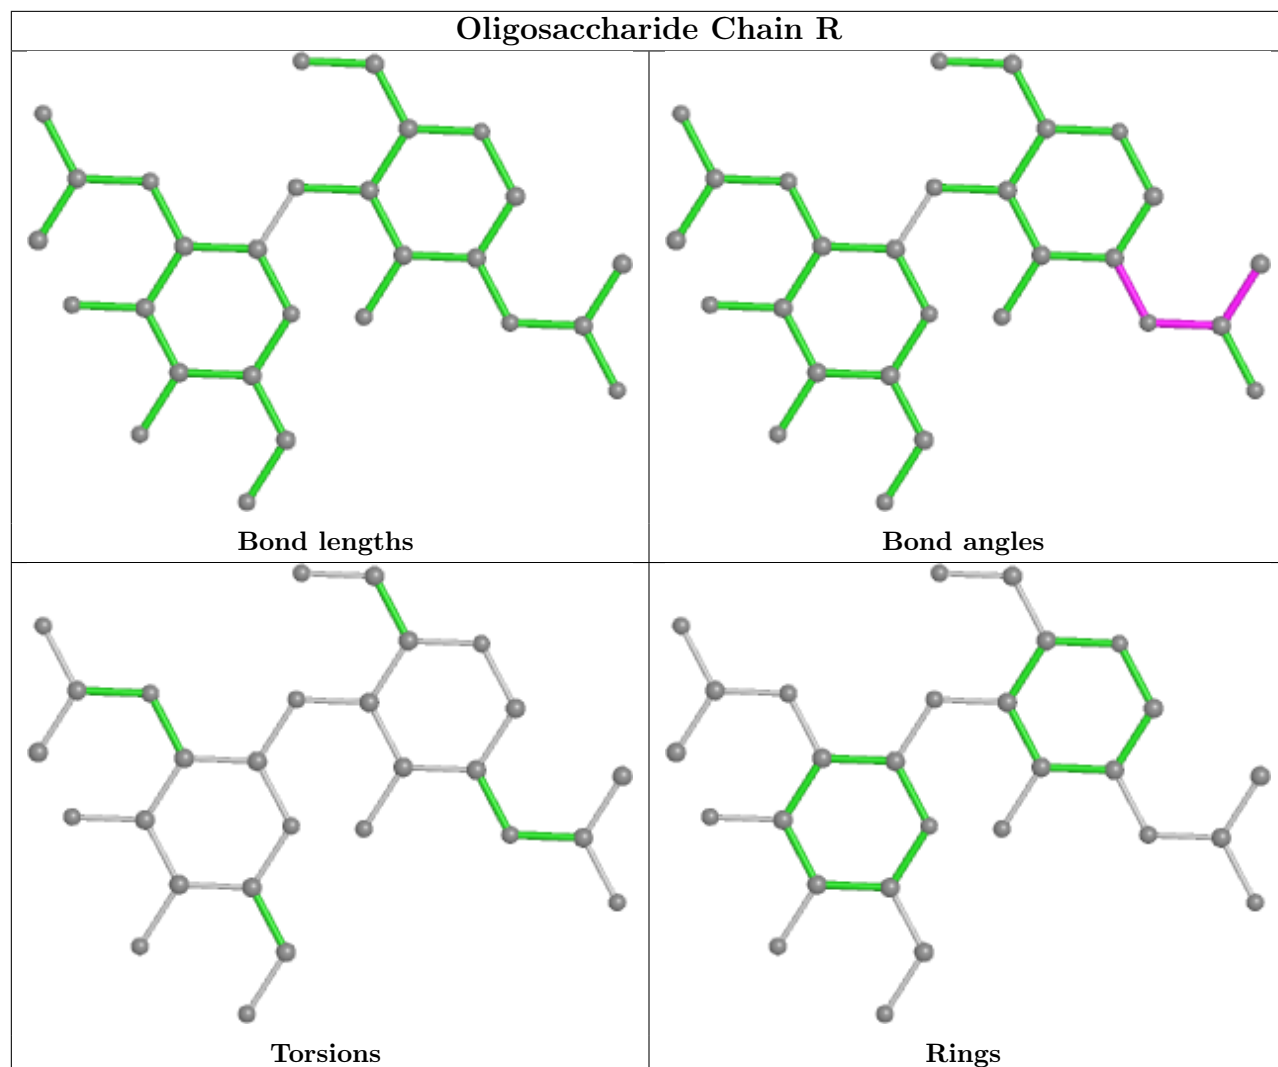 Oligosaccharide Chain R
Bond lengths
Bond angles
Torsions
Rings